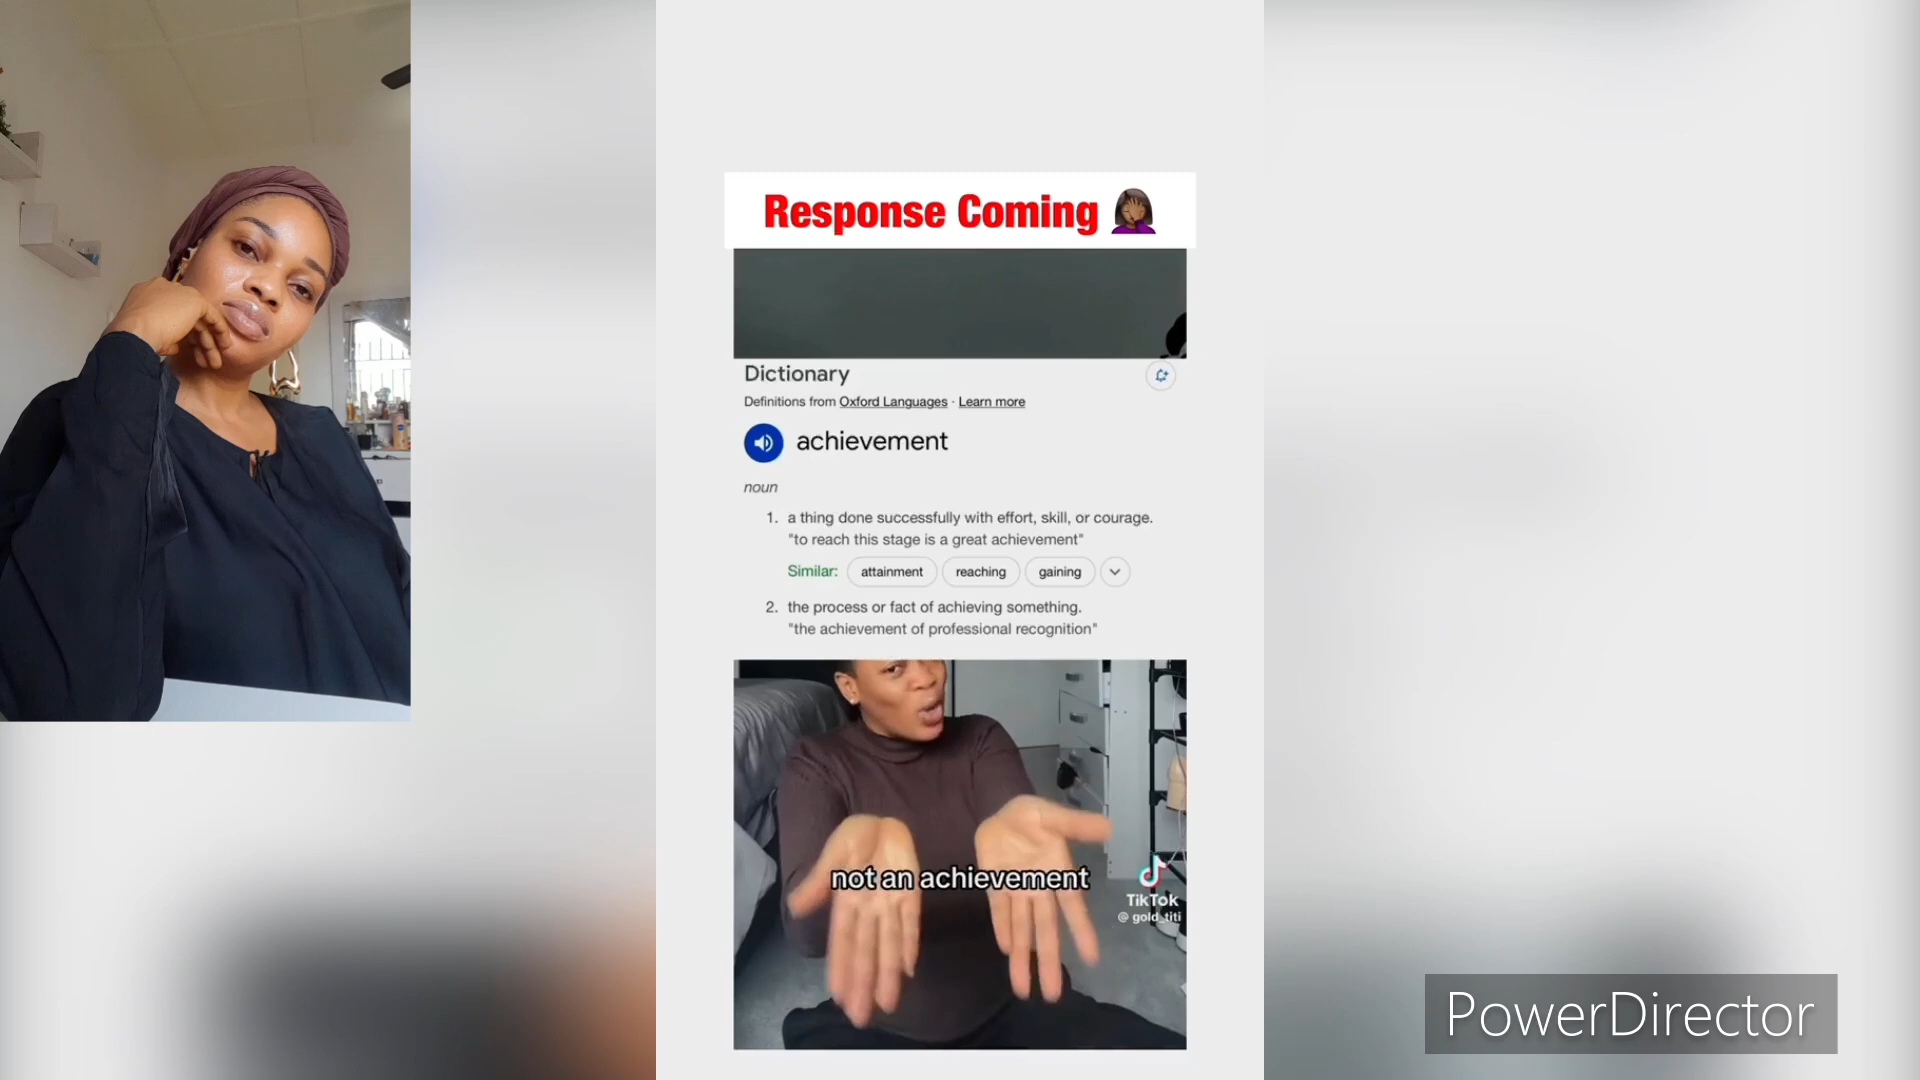 Response Coming
Dictionary
Definitions from Oxford Languages · Learn more
achievement
noun
1. a thing done successfully with effort, skill, or courage.
"to reach this stage is a great achievement"
Similar: attainment reaching gaining
2. the process or fact of achieving something.
"the achievement of professional recognition"
not an achievement
TikTok
@ gold_titi
PowerDirector